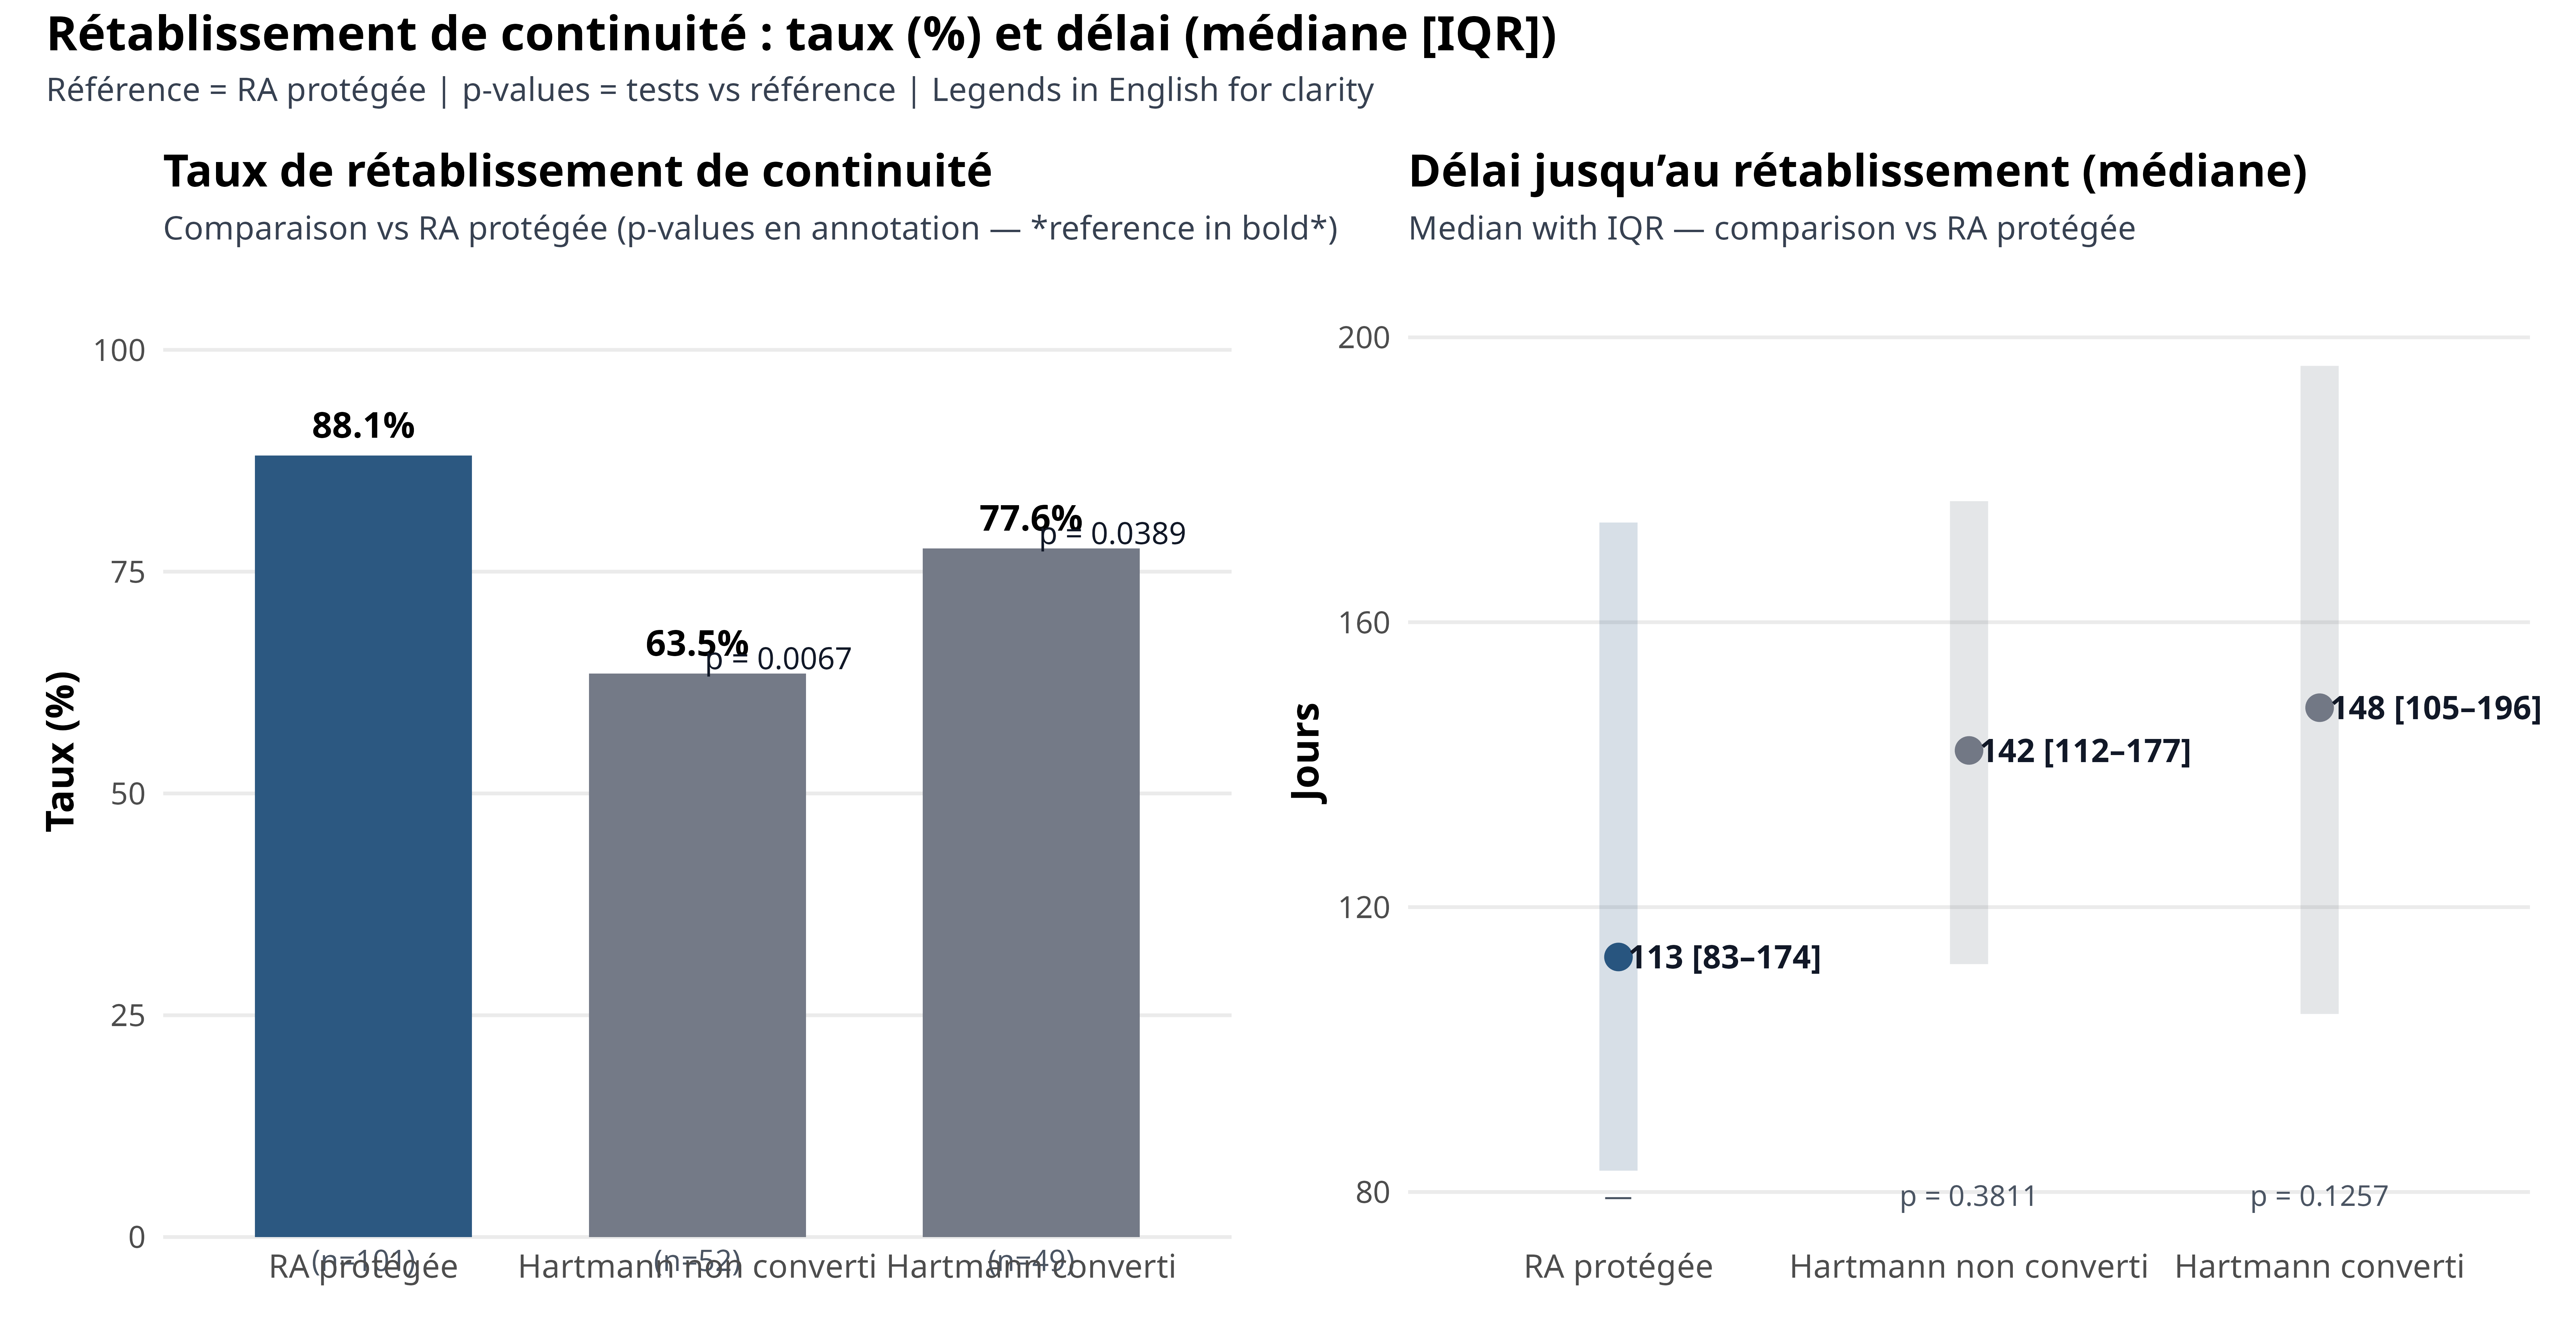 Rétablissement de continuité : taux (%) et délai (médiane [IQR])
Référence = RA protégée | p-values = tests vs référence | Legends in English for clarity
Taux de rétablissement de continuité
Comparaison vs RA protégée (p-values en annotation — *reference in bold*)
Taux (%)
100
75
50
25
0
88.1%
63.5%
p = 0.0067
77.6%
p = 0.0389
(n=101)
(n=52)
(n=49)
RA protégée
Hartmann non converti
Hartmann converti
Délai jusqu’au rétablissement (médiane)
Median with IQR — comparison vs RA protégée
Jours
200
160
120
80
113 [83–174]
142 [112–177]
148 [105–196]
—
p = 0.3811
p = 0.1257
RA protégée
Hartmann non converti
Hartmann converti